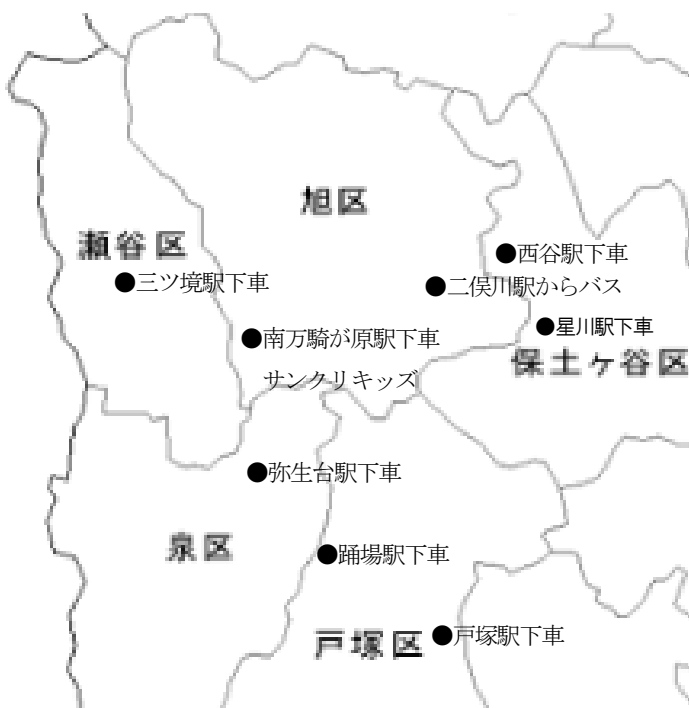 旭区
瀬谷区
●西谷駅下車
●三ツ境駅下車
●二俣川駅からバス
●星川駅下車
●南万騎が原駅下車
保土ヶ谷区
サンクリキッズ
●弥生台駅下車
泉区
●踊場駅下車
戸塚区
●戸塚駅下車